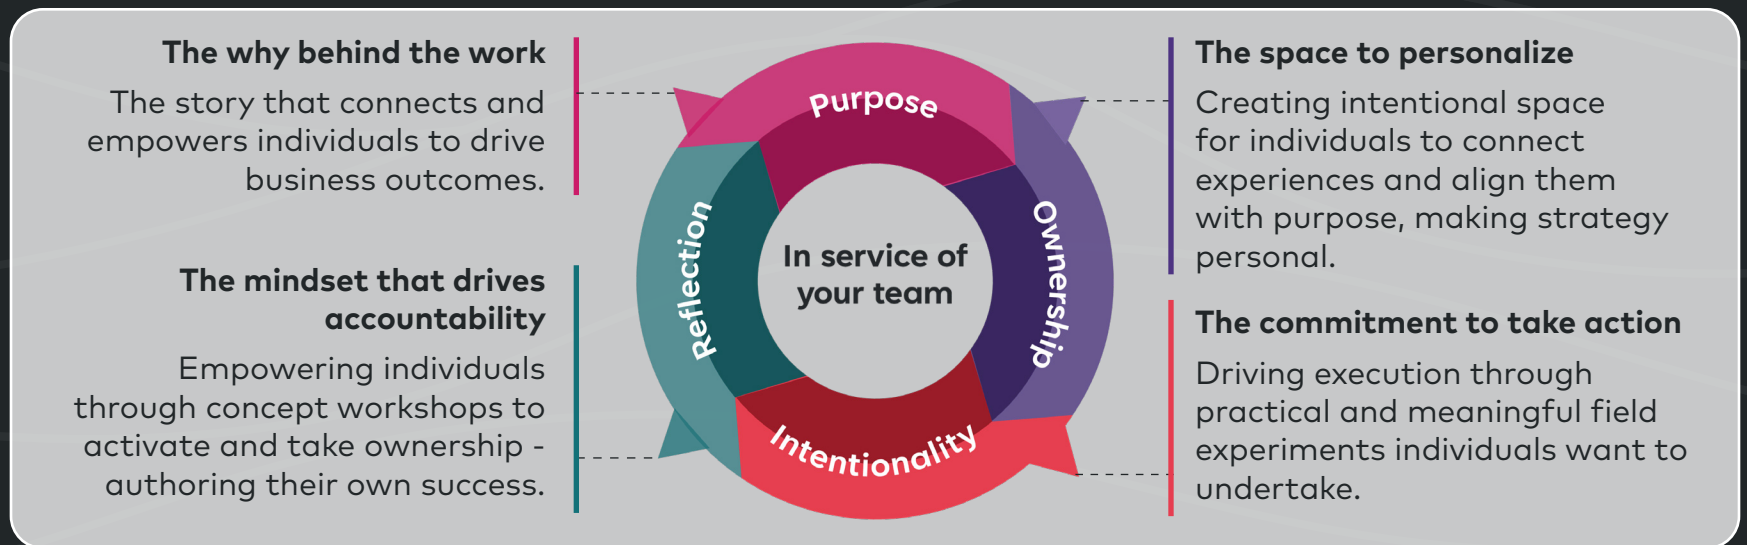 The why behind the work
The story that connects and
empowers individuals to drive
business outcomes.
The mindset that drives
accountability
Empowering individuals
through concept workshops to
activate and take ownership -
authoring their own success.
Purpose
Ownership
Intentionality
Reflection
In service of
your team
The space to personalize
Creating intentional space
for individuals to connect
experiences and align them
with purpose, making strategy
personal.
The commitment to take action
Driving execution through
practical and meaningful field
experiments individuals want to
undertake.